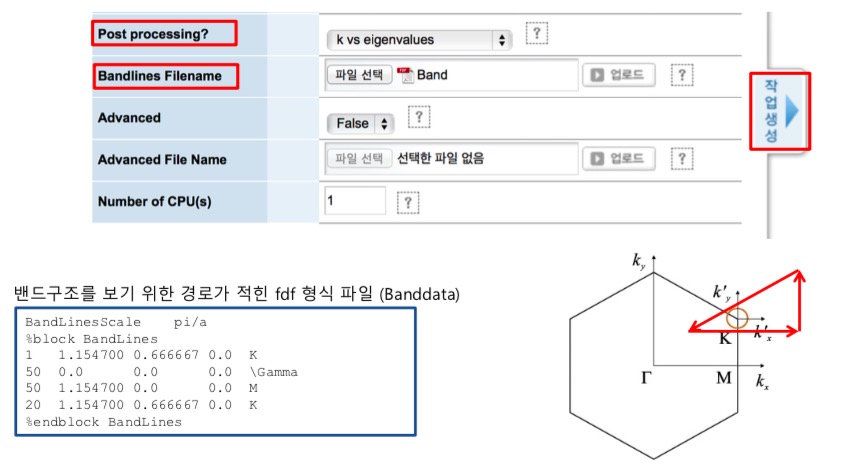 Post processing?
k vs eigenvalues
?
Bandlines Filename
파일 선택 Band
업로드
?
Advanced
False
?
Advanced File Name
파일 선택 선택한 파일 없음
업로드
?
Number of CPU(s)
1
?
작
업
생
성
밴드구조를 보기 위한 경로가 적힌 fdf 형식 파일 (Banddata)
BandLinesScale pi/a
%block BandLines
1 1.154700 0.666667 0.0 K
50 0.0 0.0 0.0 \Gamma
50 1.154700 0.0 0.0 M
20 1.154700 0.666667 0.0 K
%endblock BandLines
k_y
k'_y
K k'_x
Γ M k_x